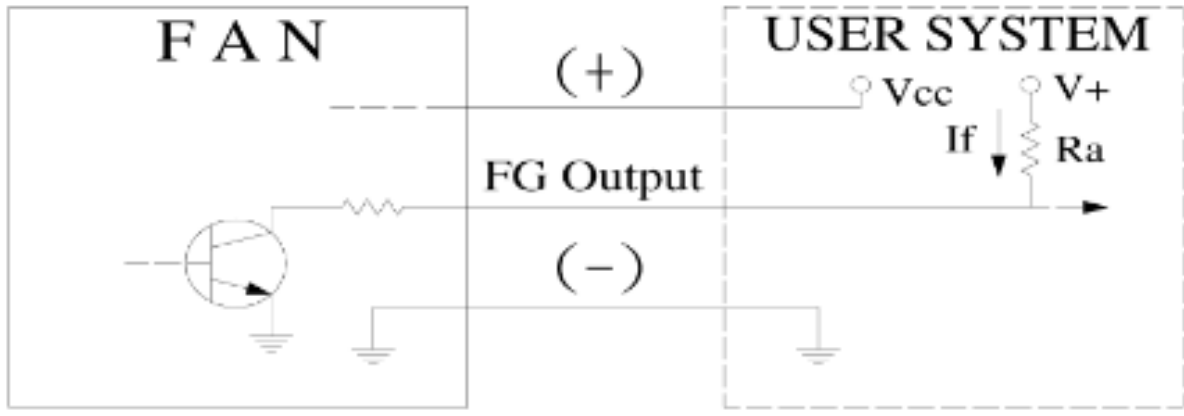 F A N
USER SYSTEM
(+)
Vcc
V+
If
Ra
FG Output
(−)